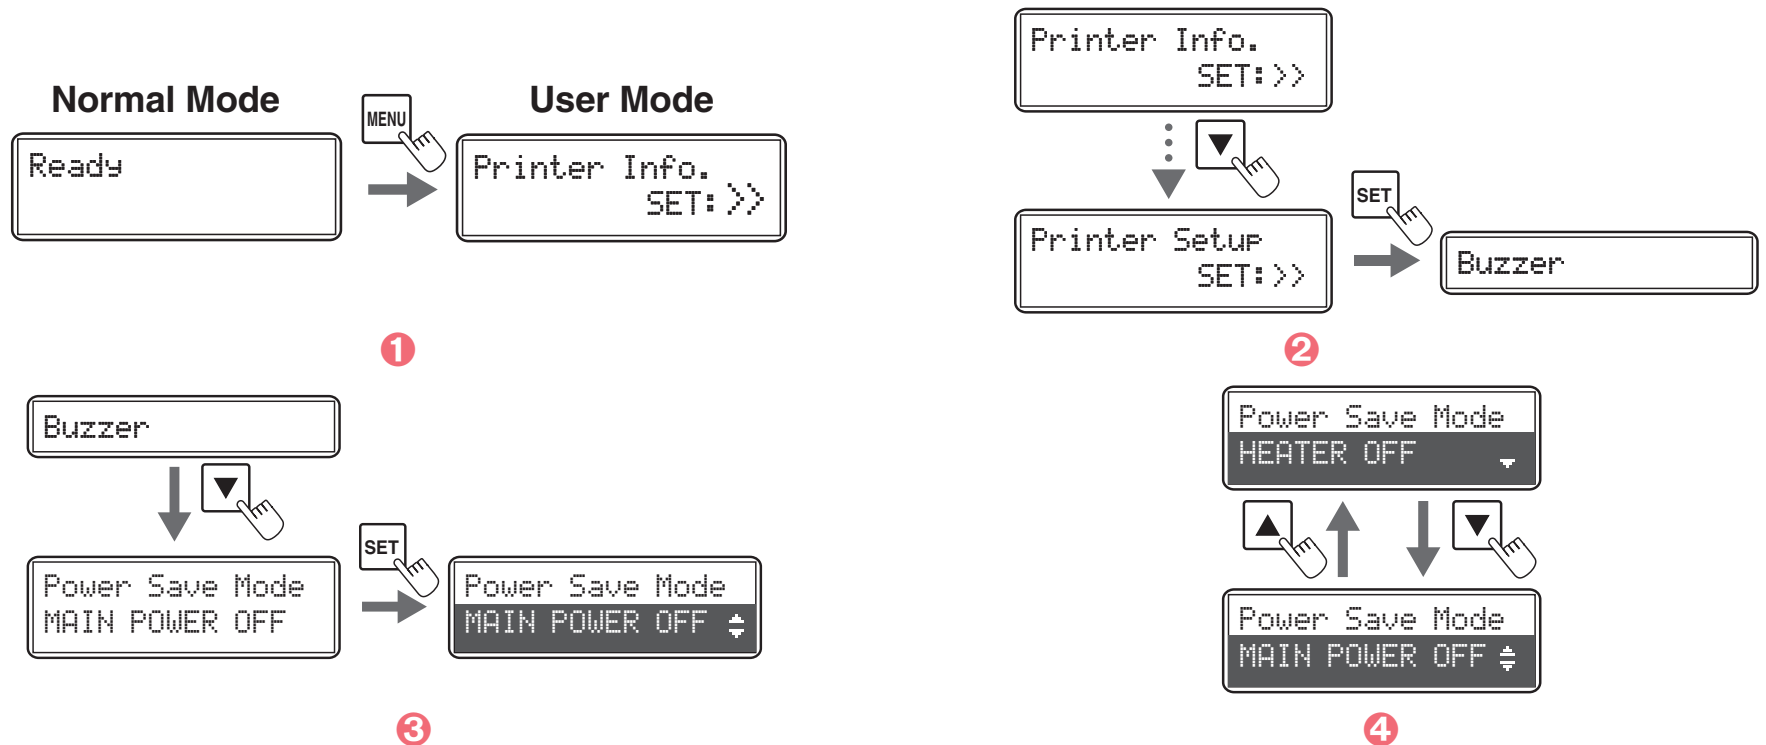 Normal Mode
Ready
MENU
User Mode
Printer Info.
SET:>>
1
Printer Info.
SET:>>
▼
Printer Setup
SET:>>
SET
Buzzer
2
Buzzer
▼
Power Save Mode
MAIN POWER OFF
SET
Power Save Mode
MAIN POWER OFF
3
Power Save Mode
HEATER OFF
▲
▼
Power Save Mode
MAIN POWER OFF
4